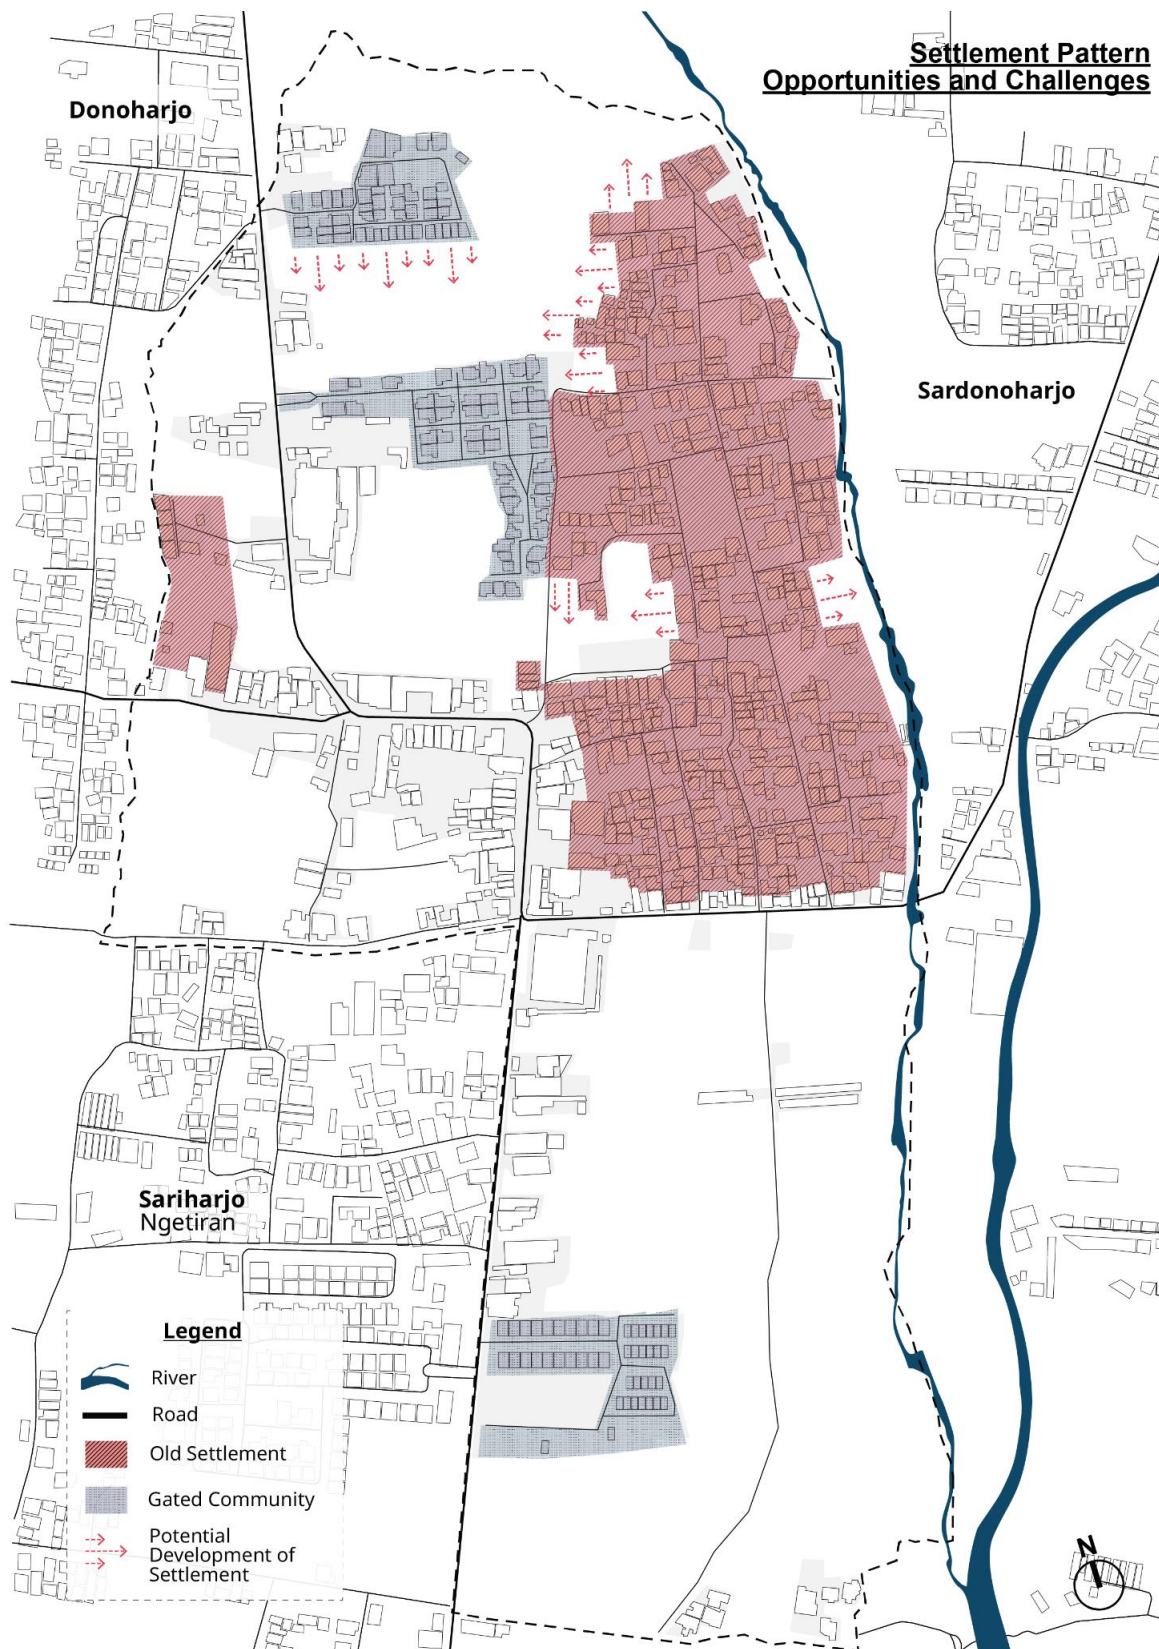 Settlement Pattern
Opportunities and Challenges
Donoharjo
Sardonoharjo
Sariharjo
Ngetiran
Legend
River
Road
Old Settlement
Gated Community
Potential
Development of
Settlement
N